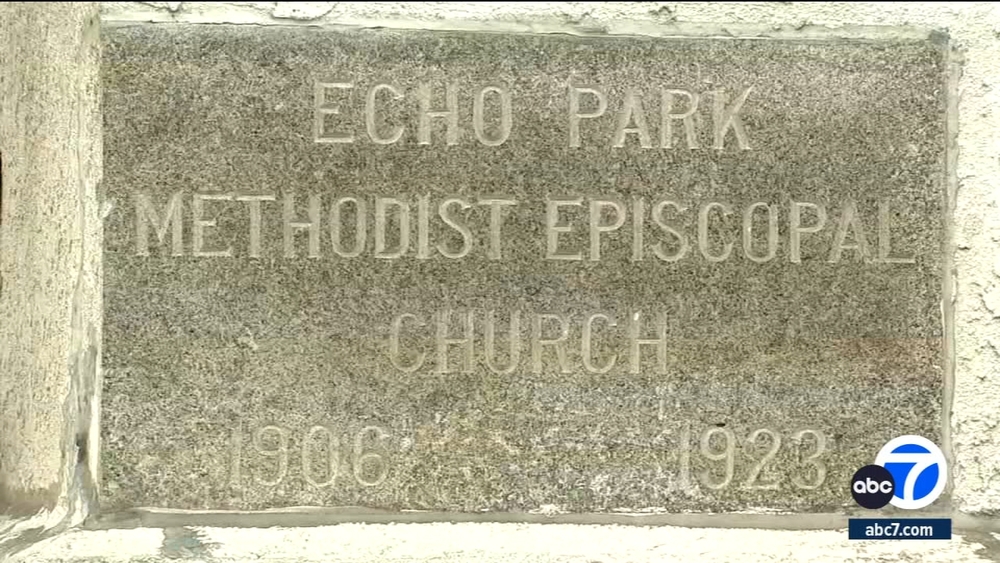 ECHO PARK
METHODIST EPISCOPAL
CHURCH
1906 1923
abc 7
abc7.com